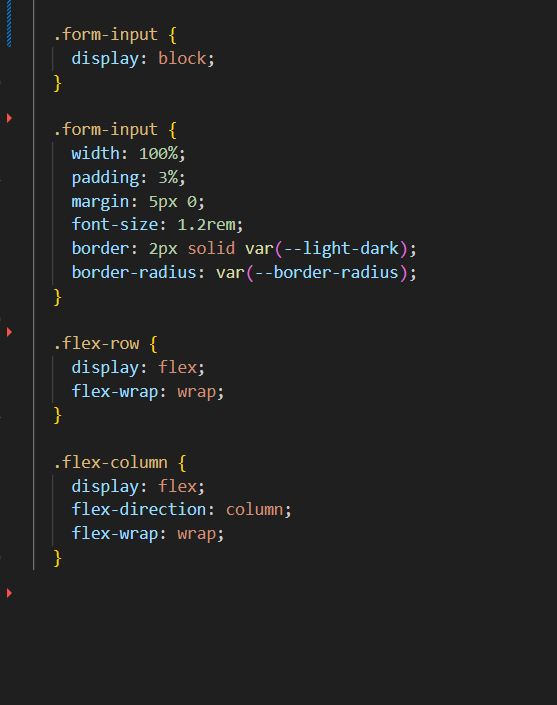 .form-input {
display: block;
}
.form-input {
width: 100%;
padding: 3%;
margin: 5px 0;
font-size: 1.2rem;
border: 2px solid var(--light-dark);
border-radius: var(--border-radius);
}
.flex-row {
display: flex;
flex-wrap: wrap;
}
.flex-column {
display: flex;
flex-direction: column;
flex-wrap: wrap;
}